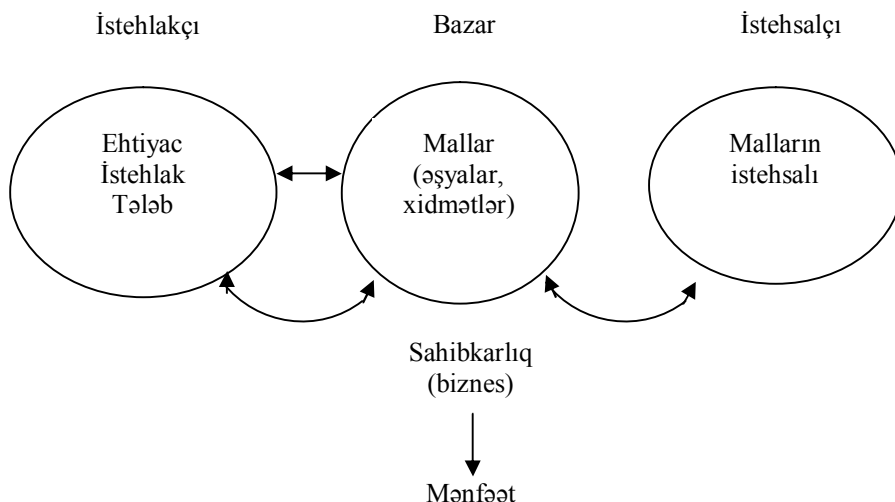 İstehlakçı
Bazar
İstehsalçı
Ehtiyac
İstehlak
Tələb
Mallar
(əşyalar,
xidmətlər)
Malların
istehsalı
Sahibkarlıq
(biznes)
Mənfəət